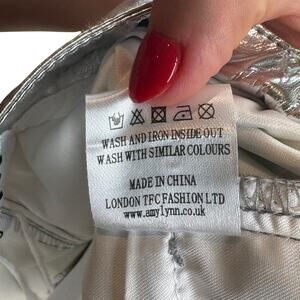 WASH AND IRON INSIDE OUT
WASH WITH SIMILAR COLOURS
MADE IN CHINA
LONDON TFC FASHION LTD
www.amylynn.co.uk